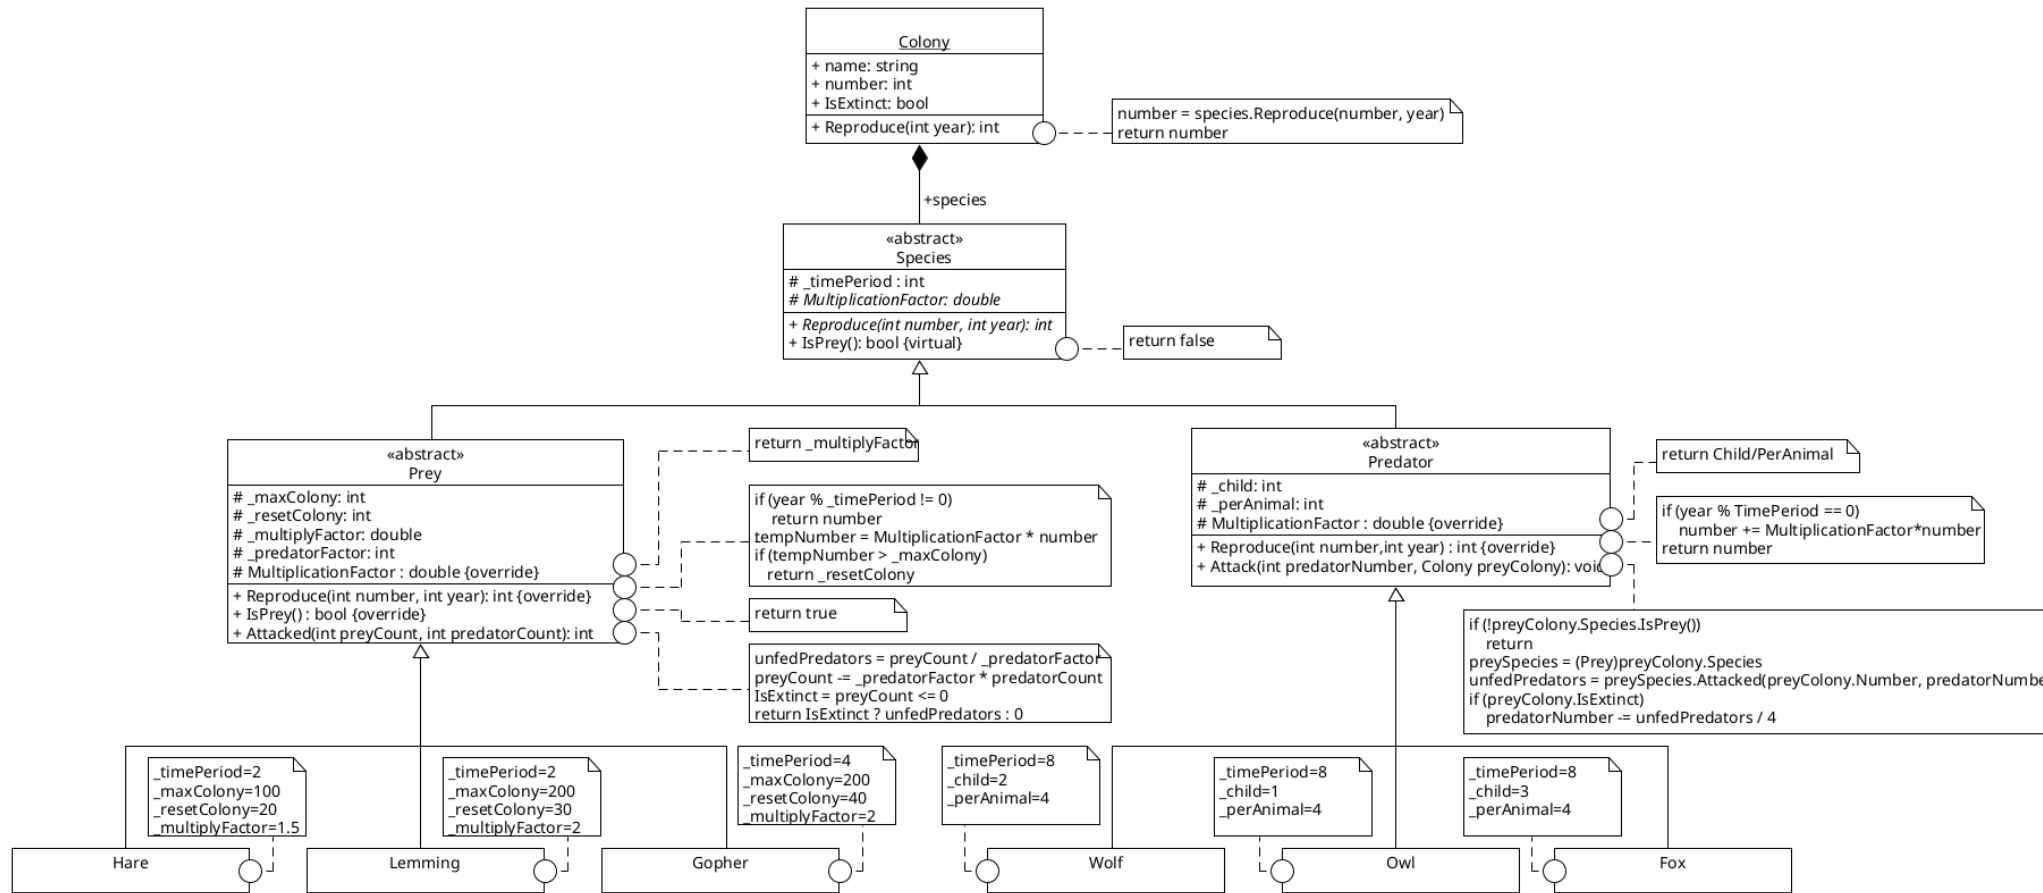 Colony
+ name: string
+ number: int
+ IsExtinct: bool
+ Reproduce(int year): int
number = species.Reproduce(number, year)
return number
+species
«abstract»
Species
# _timePeriod : int
# MultiplicationFactor: double
+ Reproduce(int number, int year): int
+ IsPrey(): bool {virtual}
return false
«abstract»
Prey
# _maxColony: int
# _resetColony: int
# _multiplyFactor: double
# _predatorFactor: int
# MultiplicationFactor : double {override}
+ Reproduce(int number, int year): int {override}
+ IsPrey() : bool {override}
+ Attacked(int preyCount, int predatorCount): int
return _multiplyFactor
if (year % _timePeriod != 0)
return number
tempNumber = MultiplicationFactor * number
if (tempNumber > _maxColony)
return _resetColony
return true
unfedPredators = preyCount / _predatorFactor
preyCount -= _predatorFactor * predatorCount
IsExtinct = preyCount <= 0
return IsExtinct ? unfedPredators : 0
«abstract»
Predator
# _child: int
# _perAnimal: int
# MultiplicationFactor : double {override}
+ Reproduce(int number,int year) : int {override}
+ Attack(int predatorNumber, Colony preyColony): void
return Child/PerAnimal
if (year % TimePeriod == 0)
number += MultiplicationFactor*number
return number
if (!preyColony.Species.IsPrey())
return
preySpecies = (Prey)preyColony.Species
unfedPredators = preySpecies.Attacked(preyColony.Number, predatorNumbe
if (preyColony.IsExtinct)
predatorNumber -= unfedPredators / 4
_timePeriod=2
_maxColony=100
_resetColony=20
_multiplyFactor=1.5
Hare
_timePeriod=2
_maxColony=200
_resetColony=30
_multiplyFactor=2
Lemming
_timePeriod=4
_maxColony=200
_resetColony=40
_multiplyFactor=2
Gopher
_timePeriod=8
_child=2
_perAnimal=4
Wolf
_timePeriod=8
_child=1
_perAnimal=4
Owl
_timePeriod=8
_child=3
_perAnimal=4
Fox